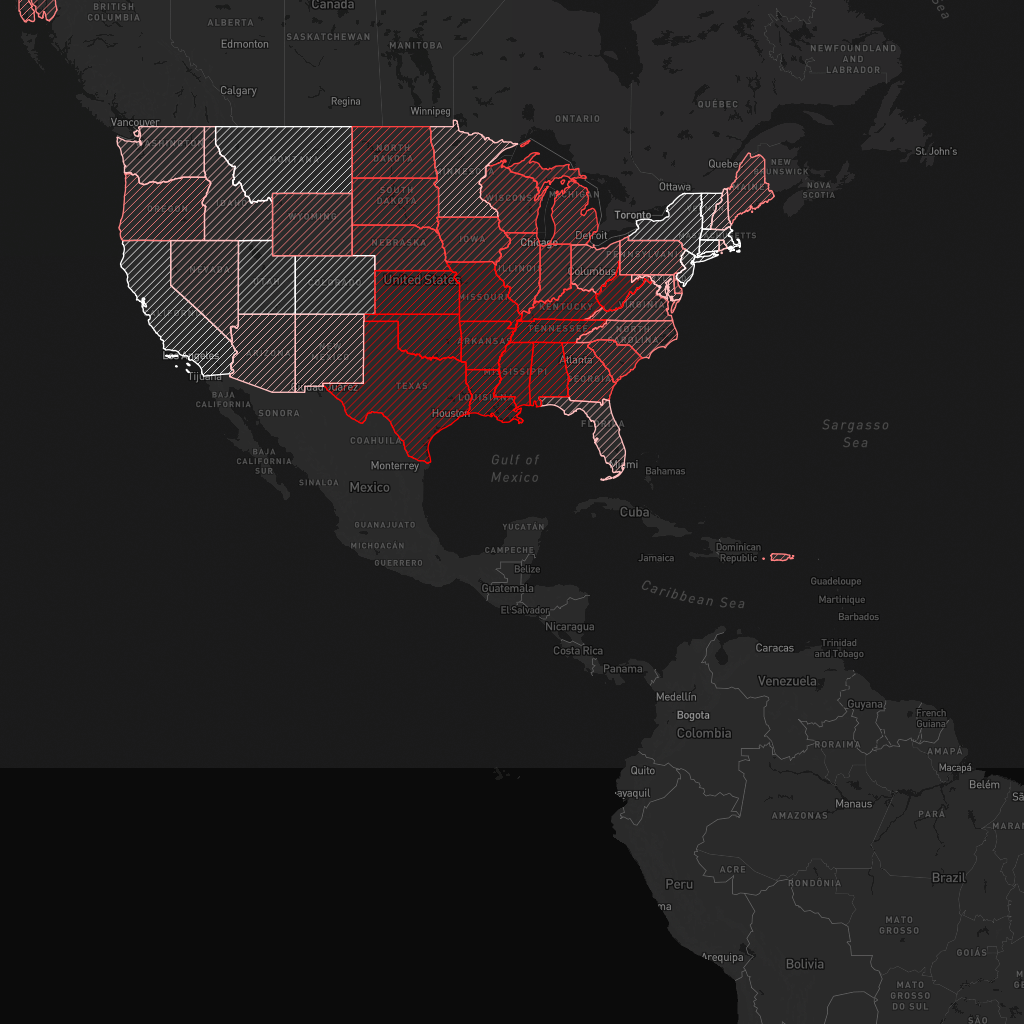 Canada
BRITISH
COLUMBIA
ALBERTA
Edmonton
SASKATCHEWAN
MANITOBA
NEWFOUNDLAND
AND
LABRADOR
Sea
Calgary
Regina
Winnipeg
ONTARIO
QUÉBEC
Vancouver
WASHINGTON
NORTH
DAKOTA
MINNESOTA
St. John's
Quebec
NEW
BRUNSWICK
NOVA
SCOTIA
Ottawa
MAINE
OREGON
IDAHO
WYOMING
SOUTH
DAKOTA
WISCONSIN
MICHIGAN
Toronto
Detroit
NEBRASKA
IOWA
Chicago
PENNSYLVANIA
NEVADA
UTAH
United States
ILLINOIS
Columbus
MISSOURI
KENTUCKY
VIRGINIA
CALIFORNIA
TENNESSEE
NORTH
CAROLINA
Los Angeles
ARIZONA
NEW
MEXICO
ARKANSAS
MISSISSIPPI
Atlanta
GEORGIA
Tijuana
Ciudad Juárez
TEXAS
LOUISIANA
BAJA
CALIFORNIA
SONORA
Houston
FLORIDA
COAHUILA
Sargasso
Sea
BAJA
CALIFORNIA
SUR
Monterrey
Gulf of
Mexico
Miami
Bahamas
SINALOA
Mexico
Cuba
GUANAJUATO
YUCATÁN
MICHOACÁN
GUERRERO
CAMPECHE
Belize
Jamaica
Dominican
Republic
Guatemala
Caribbean Sea
Guadeloupe
Martinique
Barbados
El Salvador
Nicaragua
Costa Rica
Panama
Caracas
Trinidad
and Tobago
Venezuela
Medellín
Bogota
Colombia
Guyana
French
Guiana
RORAIMA
AMAPÁ
Quito
Macapá
Belém
ayaquil
Manaus
AMAZONAS
PARÁ
MARAN
ACRE
RONDÔNIA
Peru
Brazil
ma
MATO
GROSSO
Arequipa
Bolivia
GOIÁS
MATO
GROSSO
DO SUL
SÃO